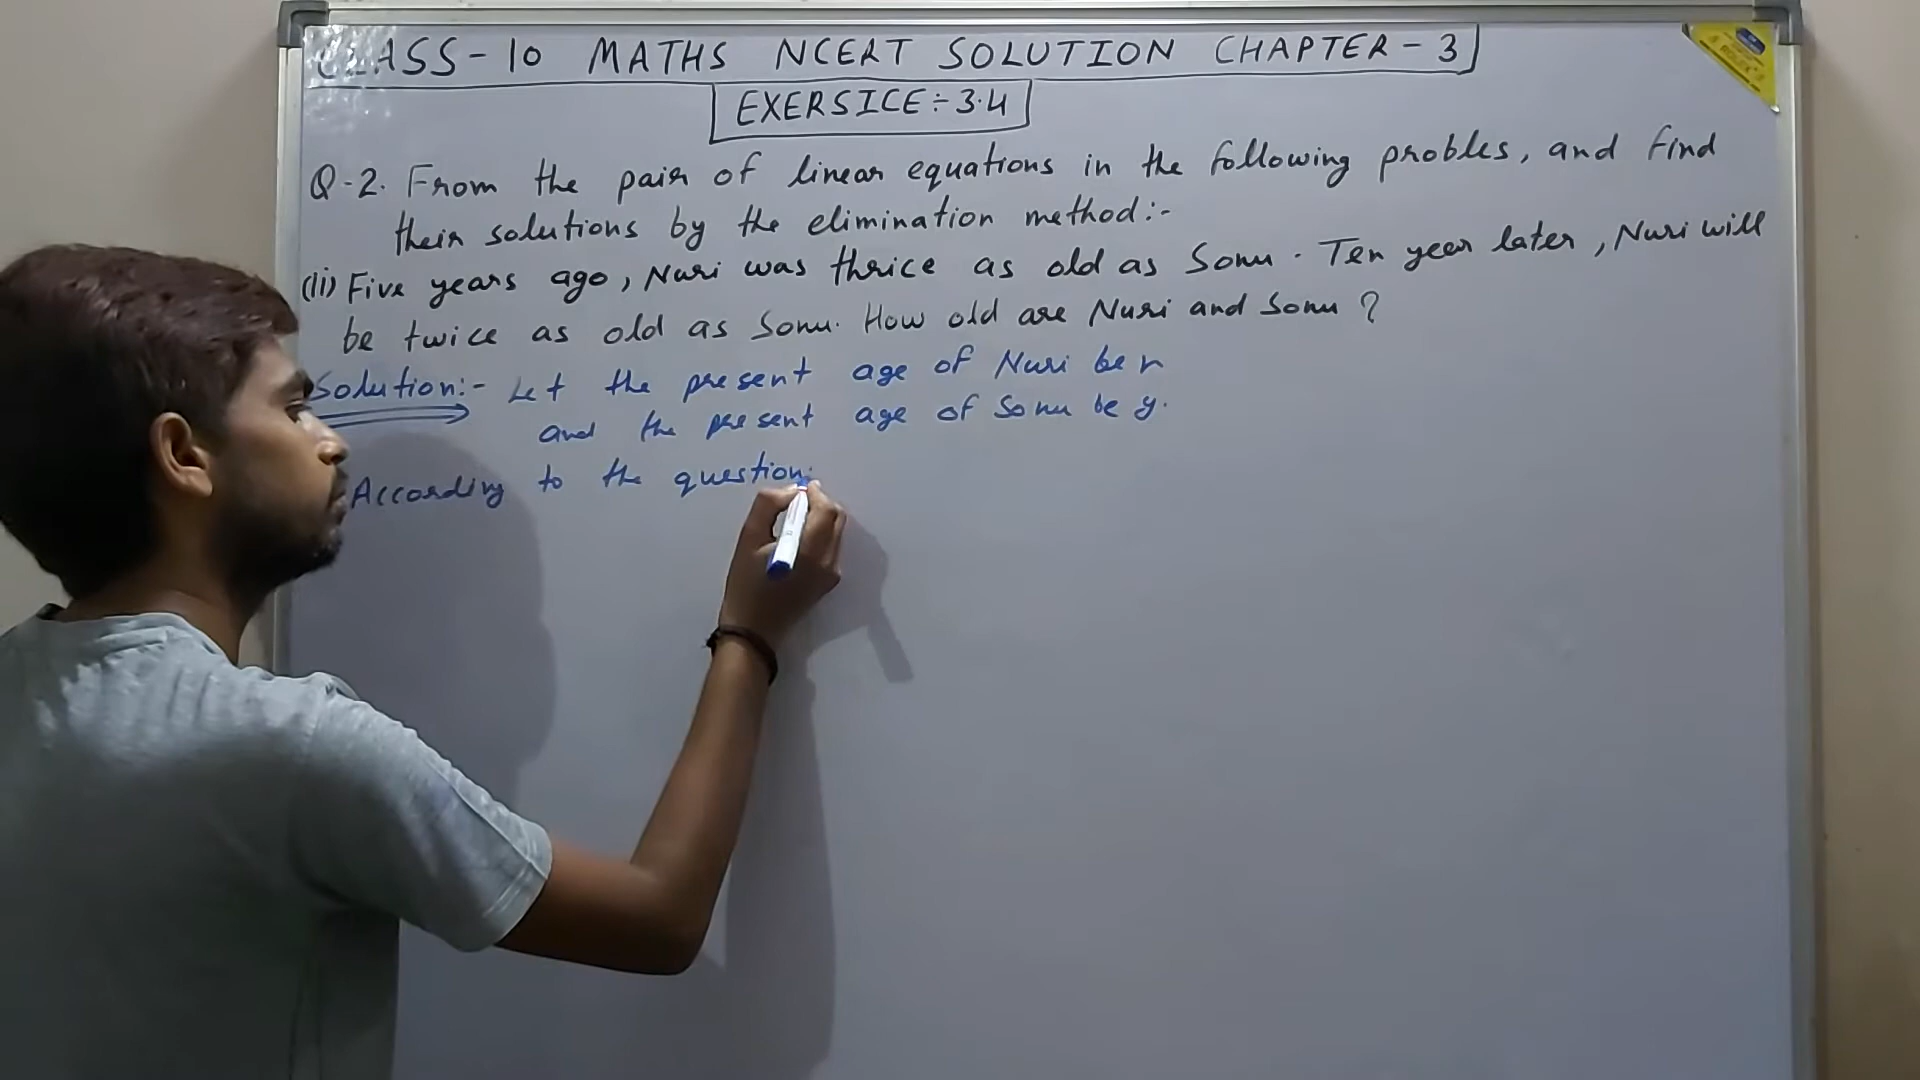 CLASS-10 MATHS NCERT SOLUTION CHAPTER-3
EXERSICE÷3.4
Q-2. From the pair of linear equations in the following probles, and find
their solutions by the elimination method:-
(ii) Five years ago, Nuri was thrice as old as Sonu. Ten year later, Nuri will
be twice as old as Sonu. How old are Nuri and Sonu ?
Solution:- Let the present age of Nuri be x
and the present age of Sonu be y.
According to the question: